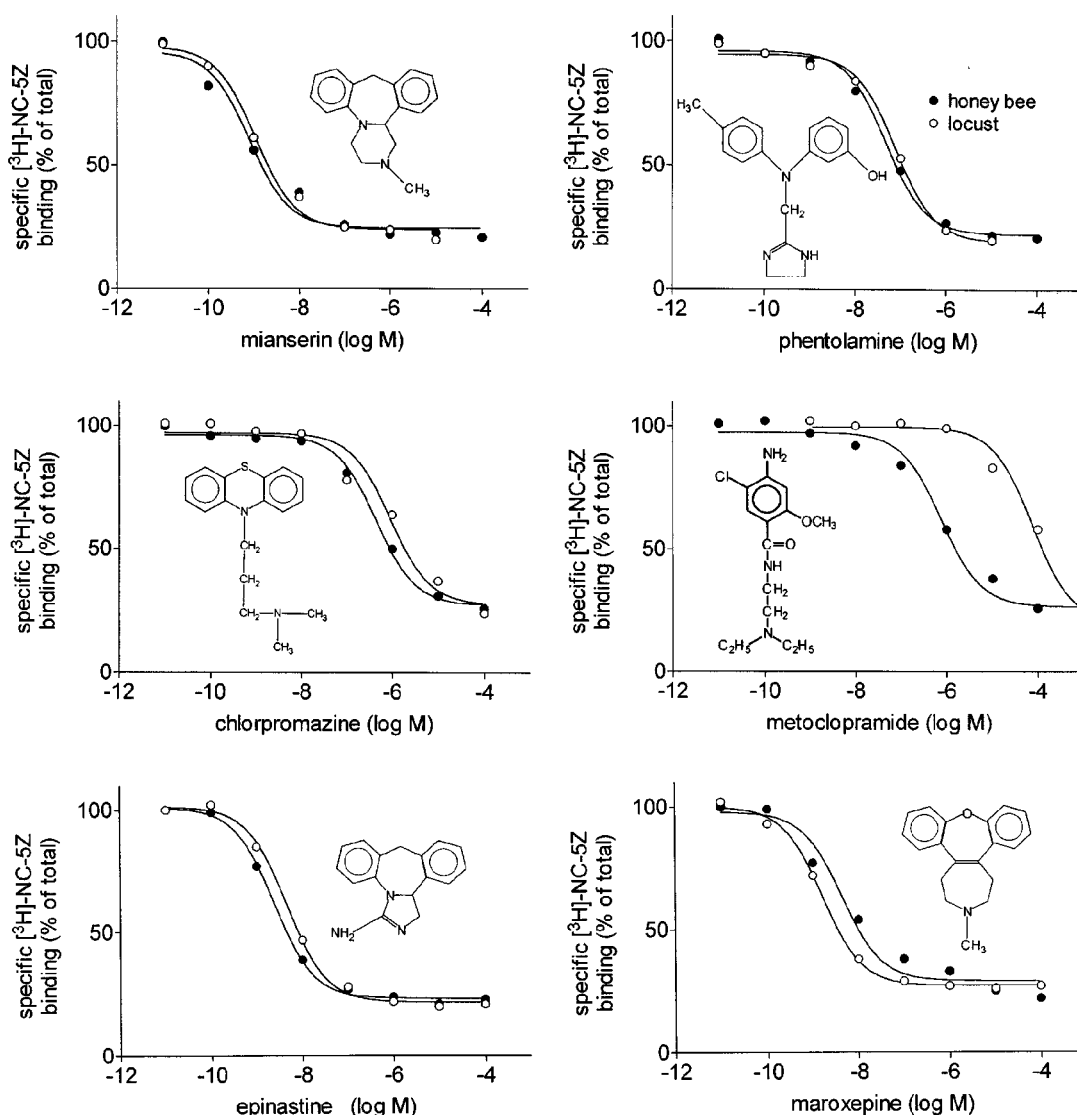 specific [³H]-NC-5Z
binding (% of total)
100
50
0
-12 -10 -8 -6 -4
mianserin (log M)
N
N
CH₃
specific [³H]-NC-5Z
binding (% of total)
100
50
0
-12 -10 -8 -6 -4
phentolamine (log M)
honey bee
locust
H₃C
N
OH
CH₂
N
NH
specific [³H]-NC-5Z
binding (% of total)
100
50
0
-12 -10 -8 -6 -4
chlorpromazine (log M)
S
N
CH₂
CH₂
CH₂ N CH₃
CH₃
specific [³H]-NC-5Z
binding (% of total)
100
50
0
-12 -10 -8 -6 -4
metoclopramide (log M)
NH₂
Cl
OCH₃
C=O
NH
CH₂
CH₂
N
C₂H₅ C₂H₅
specific [³H]-NC-5Z
binding (% of total)
100
50
0
-12 -10 -8 -6 -4
epinastine (log M)
N
NH₂ N
specific [³H]-NC-5Z
binding (% of total)
100
50
0
-12 -10 -8 -6 -4
maroxepine (log M)
O
N
CH₃